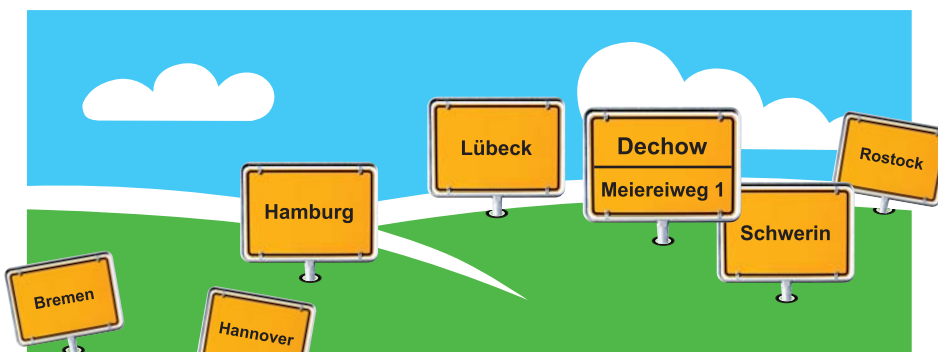 Lübeck
Dechow
Meiereiweg 1
Rostock
Hamburg
Schwerin
Bremen
Hannover